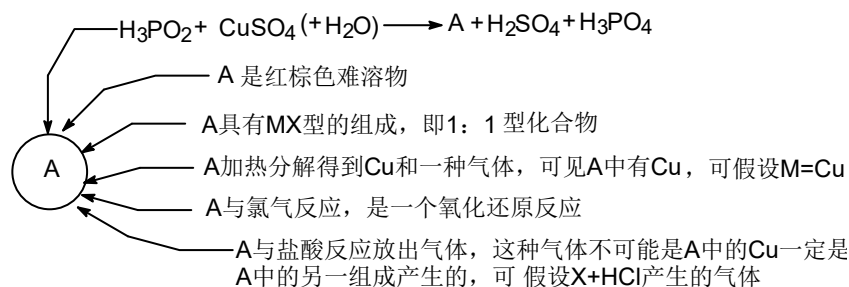 H3PO2+ CuSO4(+H2O) → A+H2SO4+H3PO4
A 是红棕色难溶物
A具有MX型的组成，即1：1 型化合物
A
A加热分解得到Cu和一种气体，可见A中有Cu，可假设M=Cu
A与氯气反应，是一个氧化还原反应
A与盐酸反应放出气体，这种气体不可能是A中的Cu一定是
A中的另一组成产生的，可 假设X+HCl产生的气体